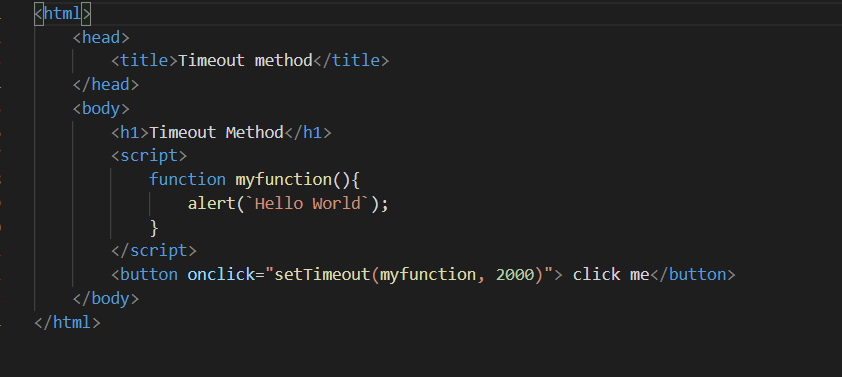 <html>
<head>
<title>Timeout method</title>
</head>
<body>
<h1>Timeout Method</h1>
<script>
function myfunction(){
alert(`Hello World`);
}
</script>
<button onclick="setTimeout(myfunction, 2000)"> click me</button>
</body>
</html>